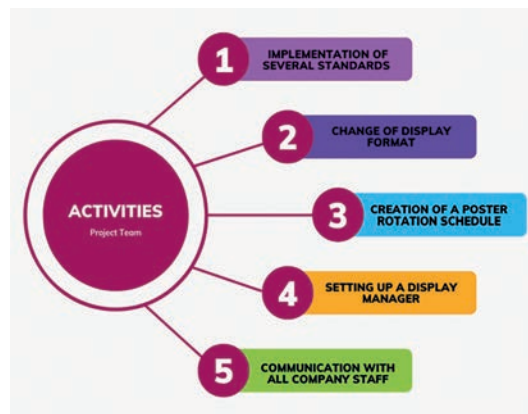 1
IMPLEMENTATION OF
SEVERAL STANDARDS
2
CHANGE OF DISPLAY
FORMAT
ACTIVITIES
Project Team
3
CREATION OF A POSTER
ROTATION SCHEDULE
4
SETTING UP A DISPLAY
MANAGER
5
COMMUNICATION WITH
ALL COMPANY STAFF